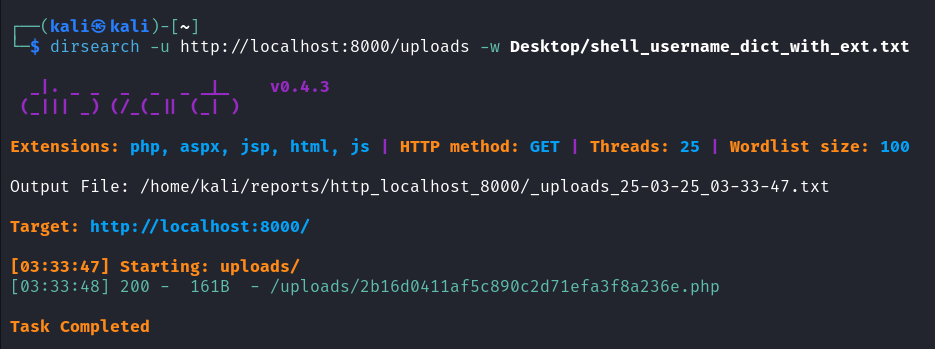 ┌──(kali㉿kali)-[~]
└─$ dirsearch -u http://localhost:8000/uploads -w Desktop/shell_username_dict_with_ext.txt
  _|. _ _  _  _  _ _|_    v0.4.3
 (_||| _) (/_(_|| (_| )
Extensions: php, aspx, jsp, html, js | HTTP method: GET | Threads: 25 | Wordlist size: 100
Output File: /home/kali/reports/http_localhost_8000/_uploads_25-03-25_03-33-47.txt
Target: http://localhost:8000/
[03:33:47] Starting: uploads/
[03:33:48] 200 -  161B  - /uploads/2b16d0411af5c890c2d71efa3f8a236e.php
Task Completed